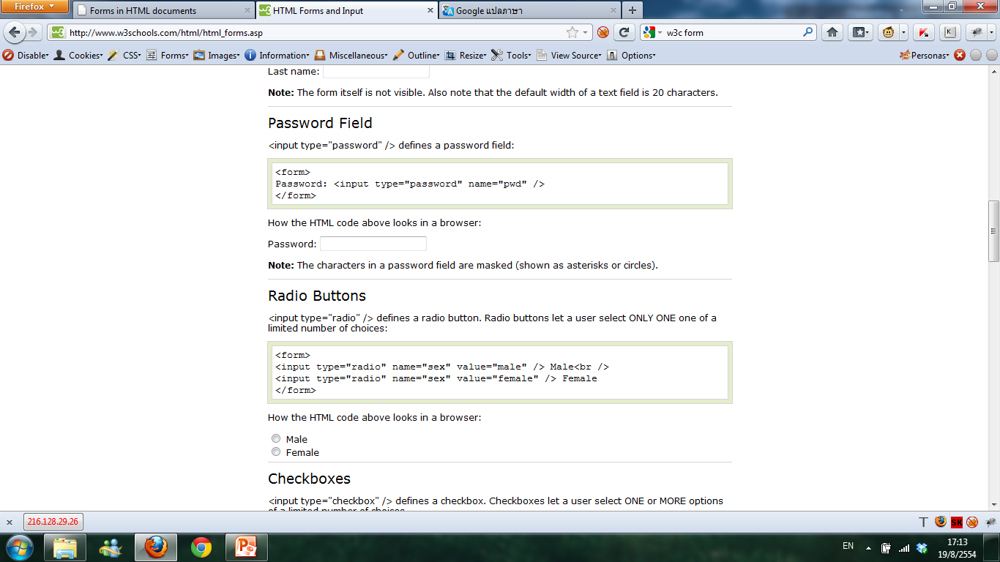 Firefox
Forms in HTML documents
HTML Forms and Input
Google แปลภาษา
http://www.w3schools.com/html/html_forms.asp
w3c form
Disable
Cookies
CSS
Forms
Images
Information
Miscellaneous
Outline
Resize
Tools
View Source
Options
Personas
Last name:
Note: The form itself is not visible. Also note that the default width of a text field is 20 characters.
Password Field
<input type="password" /> defines a password field:
<form>
Password: <input type="password" name="pwd" />
</form>
How the HTML code above looks in a browser:
Password:
Note: The characters in a password field are masked (shown as asterisks or circles).
Radio Buttons
<input type="radio" /> defines a radio button. Radio buttons let a user select ONLY ONE one of a
limited number of choices:
<form>
<input type="radio" name="sex" value="male" /> Male<br />
<input type="radio" name="sex" value="female" /> Female
</form>
How the HTML code above looks in a browser:
Male
Female
Checkboxes
<input type="checkbox" /> defines a checkbox. Checkboxes let a user select ONE or MORE options
of a limited number of choices
x
216.128.29.26
T
SK
EN
17:13
19/8/2554